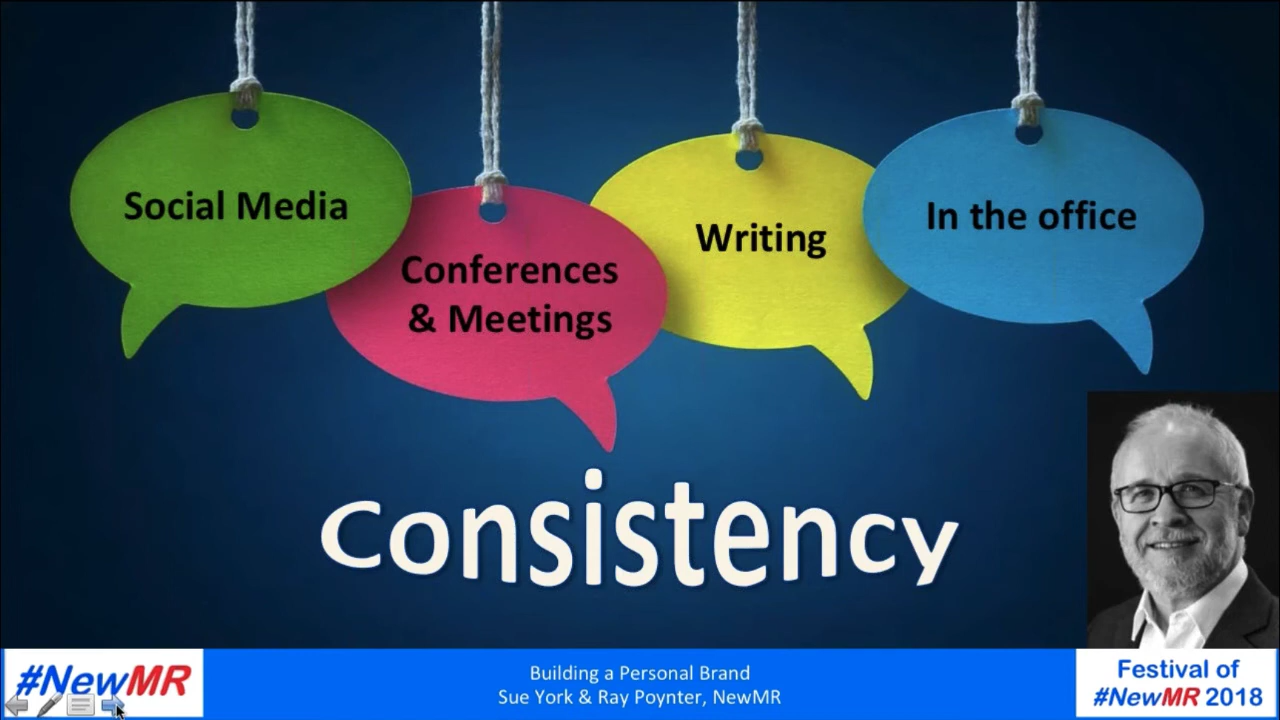 Social Media
Conferences
& Meetings
Writing
In the office
Consistency
#NewMR
Building a Personal Brand
Sue York & Ray Poynter, NewMR
Festival of
#NewMR 2018